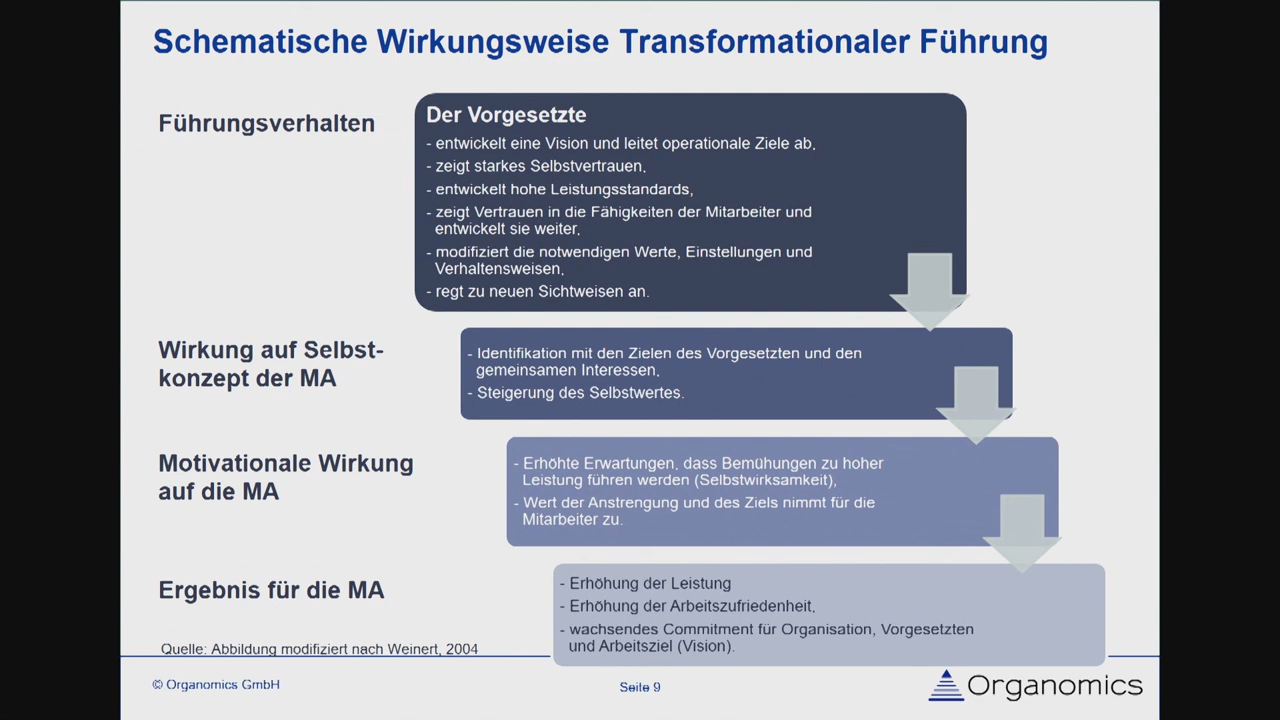 Schematische Wirkungsweise Transformationaler Führung
Führungsverhalten
Der Vorgesetzte
- entwickelt eine Vision und leitet operationale Ziele ab,
- zeigt starkes Selbstvertrauen,
- entwickelt hohe Leistungsstandards,
- zeigt Vertrauen in die Fähigkeiten der Mitarbeiter und
entwickelt sie weiter,
- modifiziert die notwendigen Werte, Einstellungen und
Verhaltensweisen,
- regt zu neuen Sichtweisen an.
Wirkung auf Selbst-
konzept der MA
- Identifikation mit den Zielen des Vorgesetzten und den
gemeinsamen Interessen,
- Steigerung des Selbstwertes.
Motivationale Wirkung
auf die MA
- Erhöhte Erwartungen, dass Bemühungen zu hoher
Leistung führen werden (Selbstwirksamkeit),
- Wert der Anstrengung und des Ziels nimmt für die
Mitarbeiter zu.
Ergebnis für die MA
- Erhöhung der Leistung
- Erhöhung der Arbeitszufriedenheit,
- wachsendes Commitment für Organisation, Vorgesetzten
und Arbeitsziel (Vision).
Quelle: Abbildung modifiziert nach Weinert, 2004
© Organomics GmbH
Seite 9
Organomics